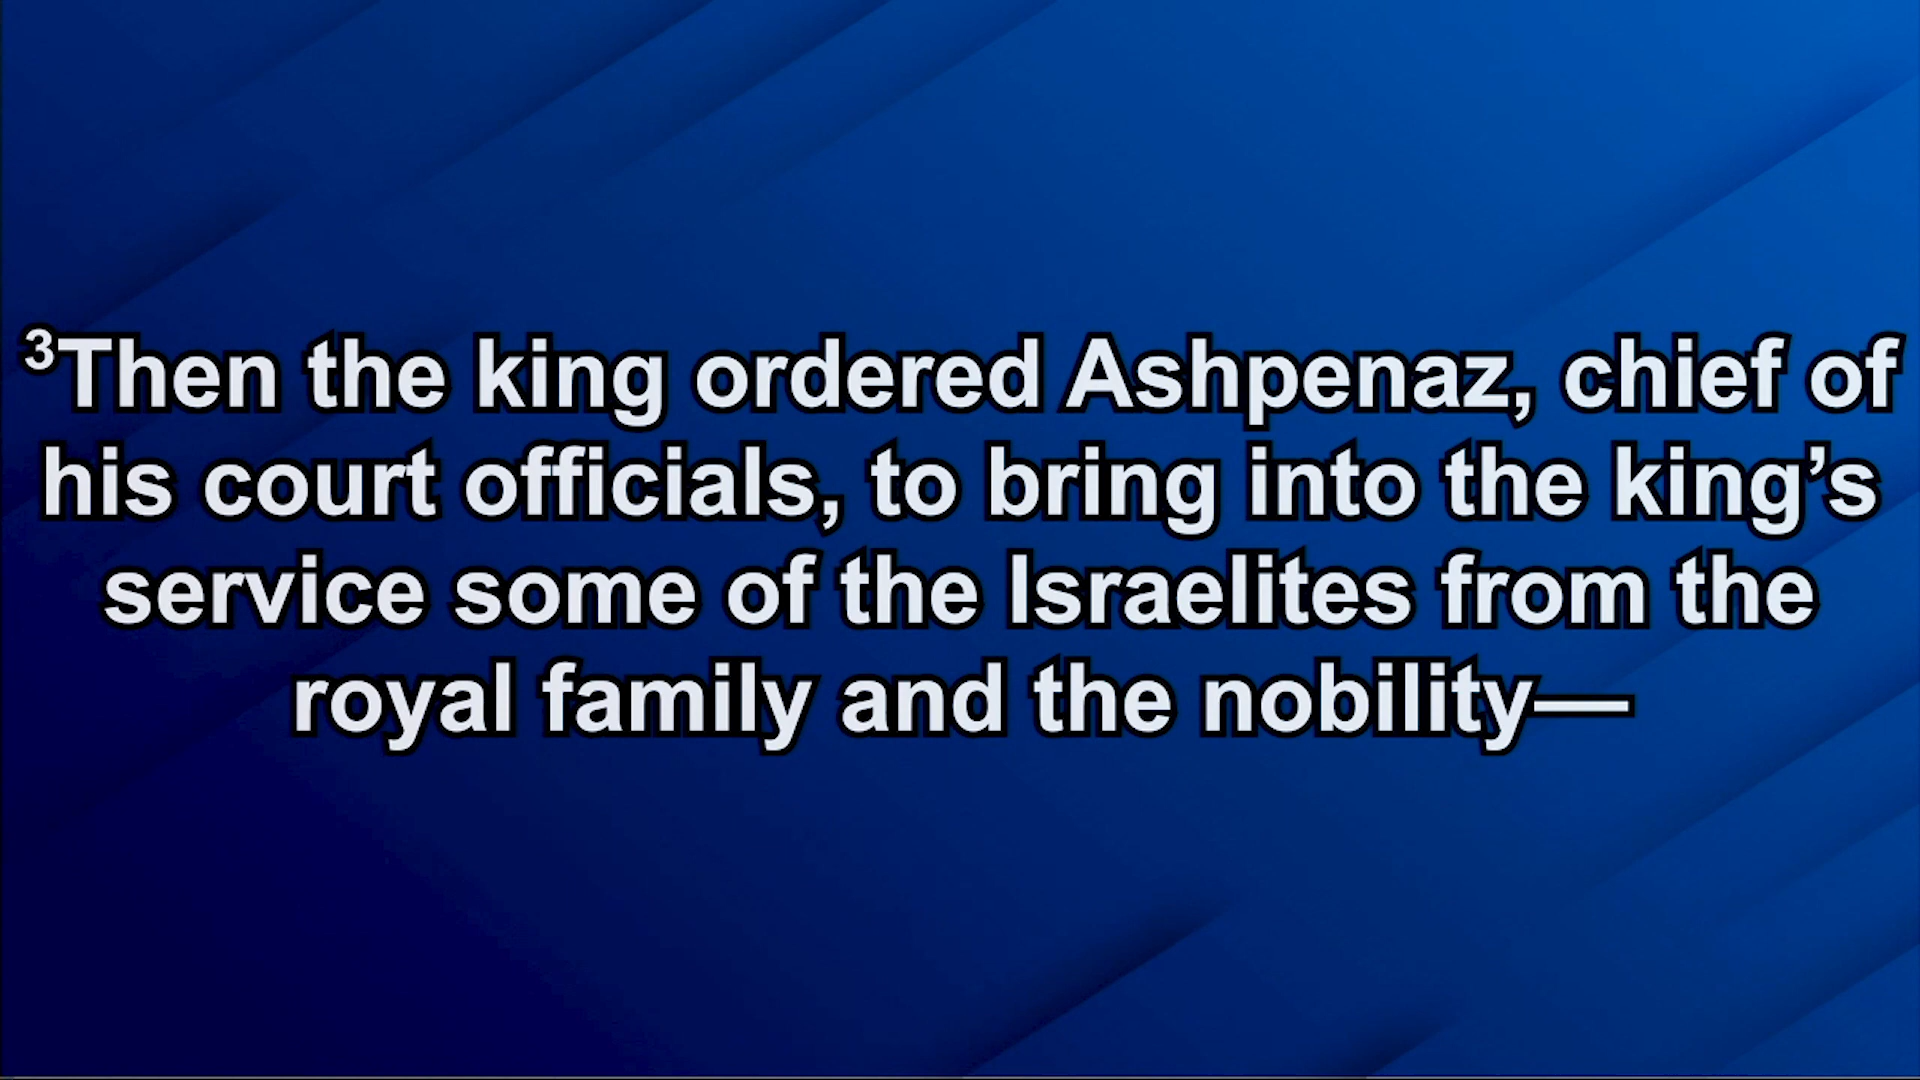 ³Then the king ordered Ashpenaz, chief of
his court officials, to bring into the king’s
service some of the Israelites from the
royal family and the nobility—